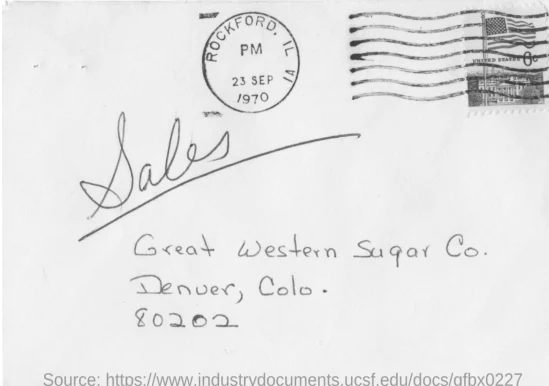 ROCKFORD, IL
PM
23 SEP
1970
1A
UNITED STATES 6c
Sales
Great Western Sugar Co.
Denver, Colo.
80202
Source: https://www.industrydocuments.ucsf.edu/docs/gfbx0227